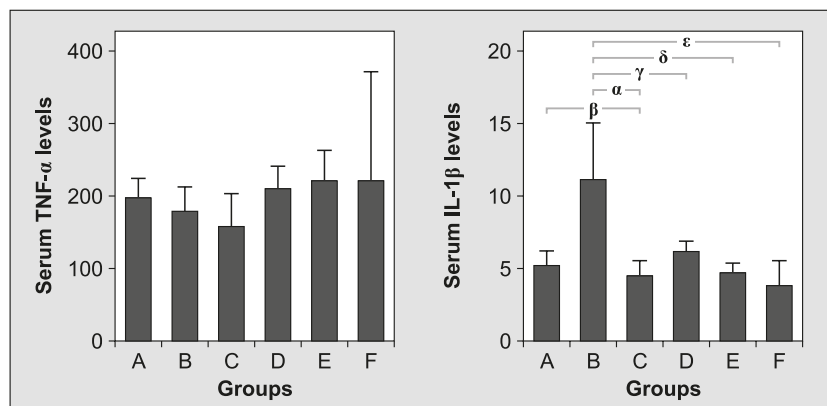 Serum TNF-α levels
400
300
200
100
0
A B C D E F
Groups
Serum IL-1β levels
20
15
10
5
0
ε
δ
γ
α
β
A B C D E F
Groups